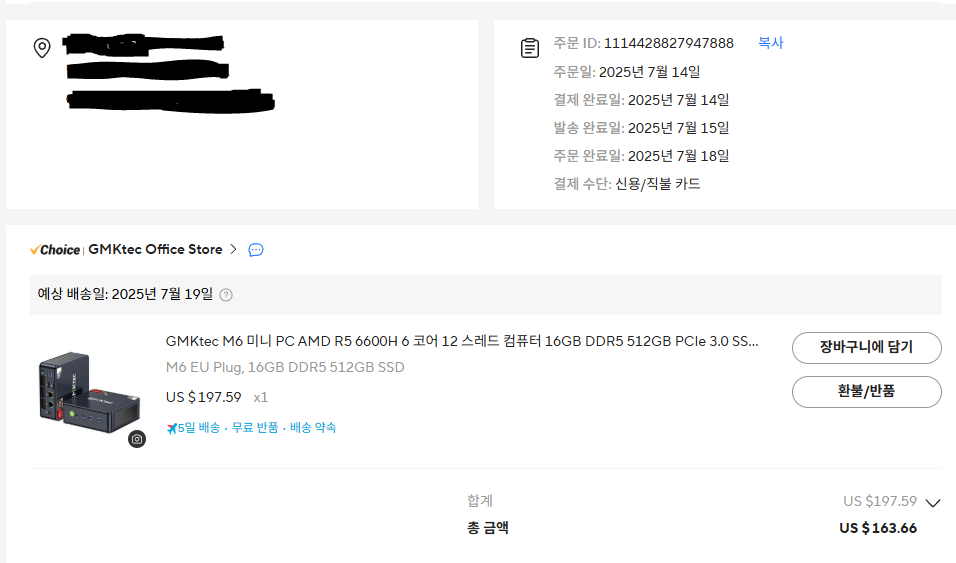 주문 ID: 1114428827947888 복사
주문일: 2025년 7월 14일
결제 완료일: 2025년 7월 14일
발송 완료일: 2025년 7월 15일
주문 완료일: 2025년 7월 18일
결제 수단: 신용/직불 카드
Choice | GMKtec Office Store >
예상 배송일: 2025년 7월 19일 ?
GMKtec M6 미니 PC AMD R5 6600H 6 코어 12 스레드 컴퓨터 16GB DDR5 512GB PCIe 3.0 SS...
M6 EU Plug, 16GB DDR5 512GB SSD
US $197.59 x1
5일 배송 · 무료 반품 · 배송 약속
장바구니에 담기
환불/반품
합계 US $197.59
총 금액 US $163.66